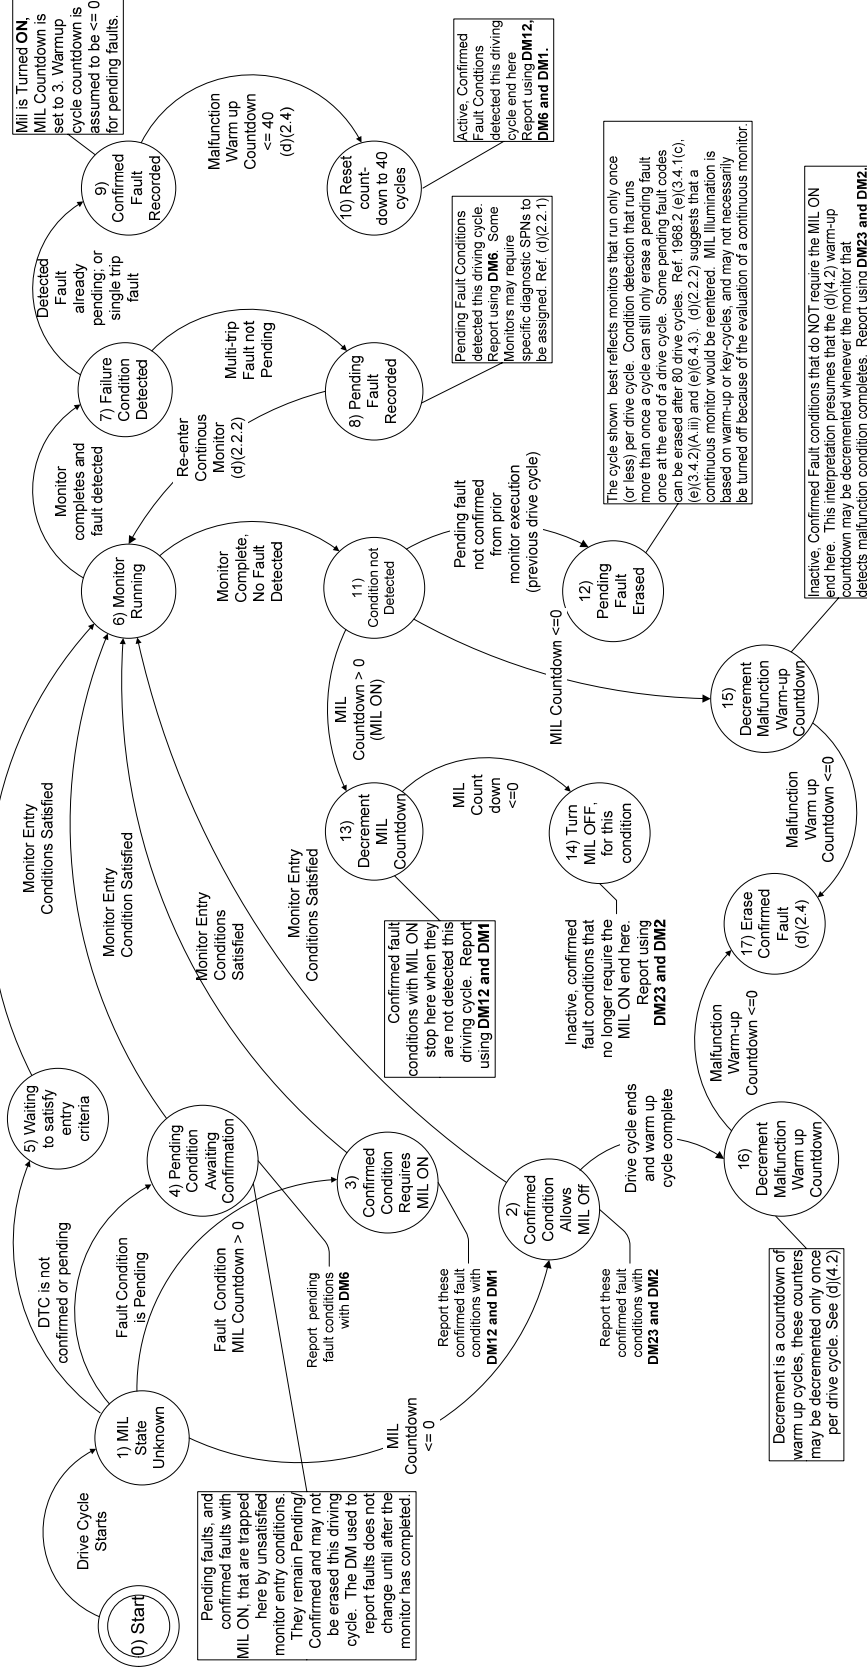 0) Start
Drive Cycle
Starts
1) MIL
State
Unknown
DTC is not
confirmed or pending
Fault Condition
is Pending
Fault Condition
MIL Countdown > 0
MIL
Countdown
<= 0
Pending faults, and
confirmed faults with
MIL ON, that are trapped
here by unsatisfied
monitor entry conditions.
They remain Pending/
Confirmed and may not
be erased this driving
cycle. The DM used to
report faults does not
change until after the
monitor has completed.
5) Waiting
to satisfy
entry
criteria
4) Pending
Condition
Awaiting
Confirmation
Report pending
fault conditions
with DM6
3)
Confirmed
Condition
Requires
MIL ON
Report these
confirmed fault
conditions with
DM12 and DM1
2)
Confirmed
Condition
Allows
MIL Off
Report these
confirmed fault
conditions with
DM23 and DM2
Drive cycle ends
and warm up
cycle complete
16)
Decrement
Malfunction
Warm up
Countdown
Decrement is a countdown of
warm up cycles, these counters
may be decremented only once
per drive cycle. See (d)(4.2)
Malfunction
Warm-up
Countdown <=0
17) Erase
Confirmed
Fault
(d)(2.4)
Monitor Entry
Conditions Satisfied
Monitor Entry
Condition Satisfied
Monitor Entry
Conditions
Satisfied
Monitor Entry
Conditions Satisfied
6) Monitor
Running
Monitor
completes and
fault detected
7) Failure
Condition
Detected
Detected
Fault
already
pending; or
single trip
fault
9)
Confirmed
Fault
Recorded
Mil is Turned ON,
MIL Countdown is
set to 3. Warmup
cycle countdown is
assumed to be <= 0
for pending faults.
Malfunction
Warm up
Countdown
<= 40
(d)(2.4)
10) Reset
count-
down to 40
cycles
Active, Confirmed
Fault Condtions
detected this driving
cycle end here
Report using DM12,
DM6 and DM1.
Multi-trip
Fault not
Pending
8) Pending
Fault
Recorded
Pending Fault Conditions
detected this driving cycle.
Report using DM6. Some
Monitors may require
specific diagnostic SPNs to
be assigned. Ref. (d)(2.2.1)
Re-enter
Continous
Monitor
(d)(2.2.2)
Monitor
Complete,
No Fault
Detected
11)
Condition not
Detected
Pending fault
not confirmed
from prior
monitor execution
(previous drive cycle)
12)
Pending
Fault
Erased
The cycle shown best reflects monitors that run only once
(or less) per drive cycle. Condition detection that runs
more than once a cycle can still only erase a pending fault
once at the end of a drive cycle. Some pending fault codes
can be erased after 80 drive cycles. Ref. 1968.2 (e)(3.4.1(c),
(e)(3.4.2)(A.iii) and (e)(6.4.3). (d)(2.2.2) suggests that a
continuous monitor would be reentered. MIL Illumination is
based on warm-up or key-cycles, and may not necessarily
be turned off because of the evaluation of a continuous monitor.
MIL
Countdown > 0
(MIL ON)
13)
Decrement
MIL
Countdown
Confirmed fault
conditions with MIL ON
stop here when they
are not detected this
driving cycle. Report
using DM12 and DM1
MIL
Count
down
<=0
14) Turn
MIL OFF,
for this
condition
Inactive, confirmed
fault conditions that
no longer require the
MIL ON end here.
Report using
DM23 and DM2
MIL Countdown <=0
15)
Decrement
Malfunction
Warm-up
Countdown
Inactive, Confirmed Fault conditions that do NOT require the MIL ON
end here. This interpretation presumes that the (d)(4.2) warm-up
countdown may be decremented whenever the monitor that
detects malfunction condition completes. Report using DM23 and DM2.
Malfunction
Warm up
Countdown <=0